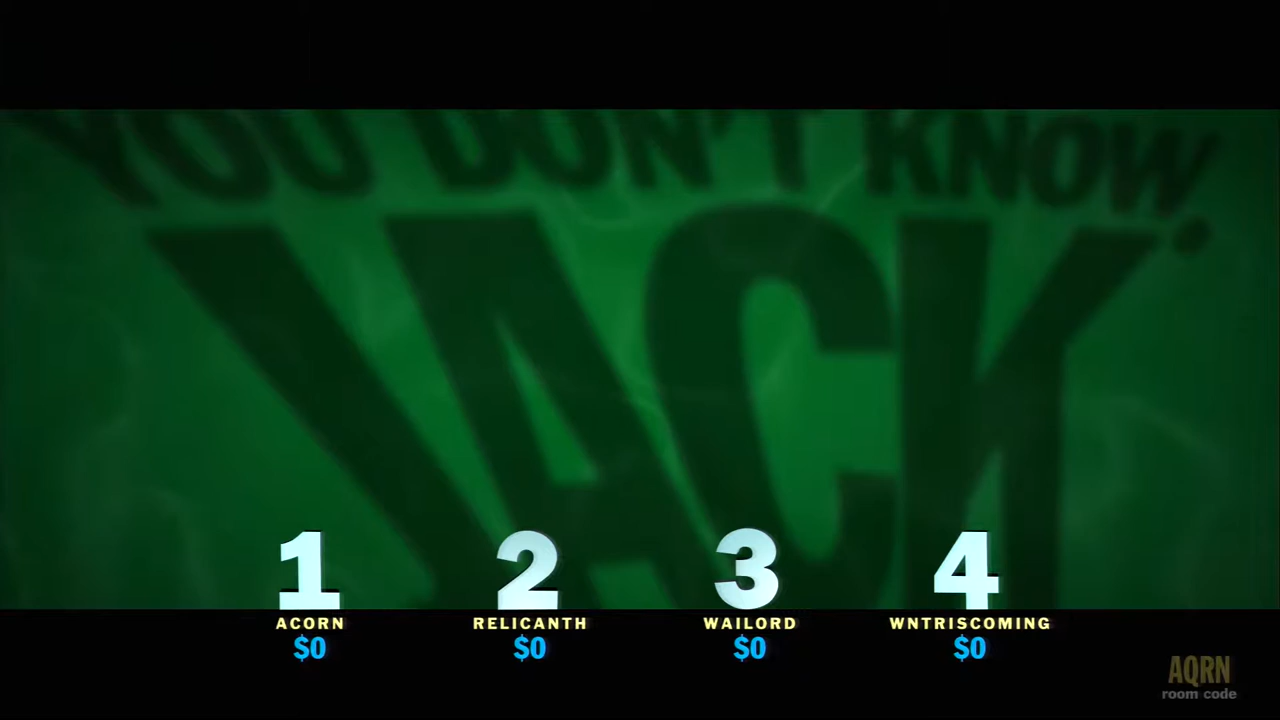 YOU DON'T KNOW
JACK
1 2 3 4
ACORN RELICANTH WAILORD WNTRISCOMING
$0 $0 $0 $0
AQRN
room code